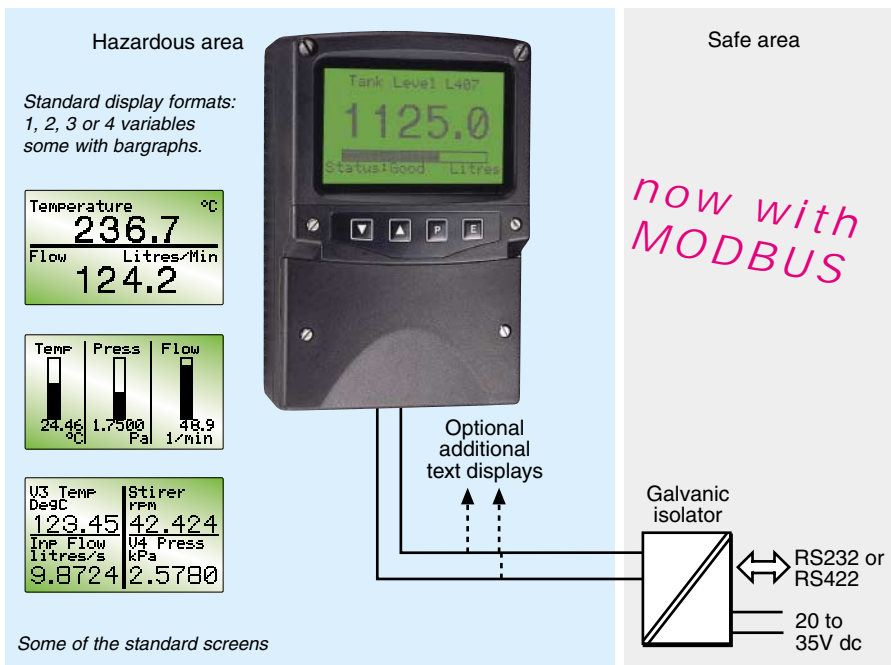 Hazardous area
Safe area
Standard display formats:
1, 2, 3 or 4 variables
some with bargraphs.
Tank Level L407
1125.0
Status:Good Litres
P E
now with
MODBUS
Temperature °C
236.7
Flow Litres/Min
124.2
Temp Press Flow
24.46 1.7500 48.9
°C Pa l/min
V3 Temp Stirer
DegC rpm
123.45 42.424
Inp Flow V4 Press
litres/s kPa
9.8724 2.5780
Some of the standard screens
Optional
additional
text displays
Galvanic
isolator
RS232 or
RS422
20 to
35V dc